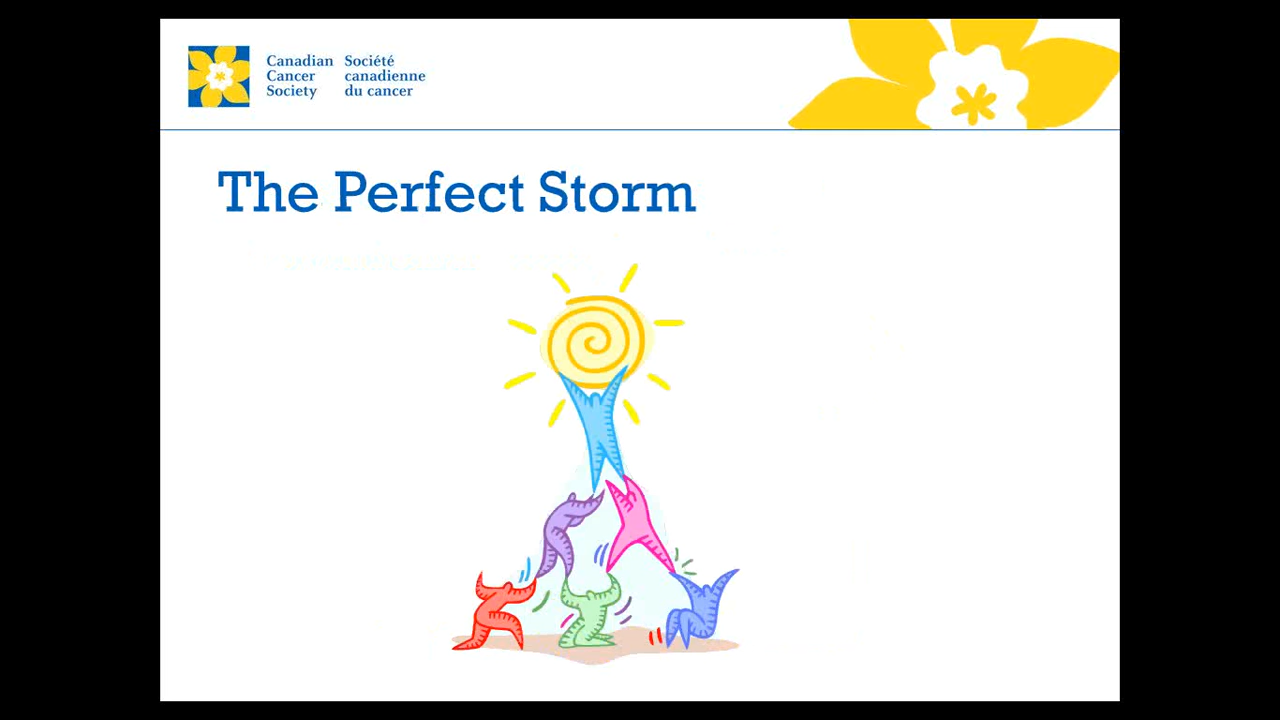 Canadian Cancer Society
Société canadienne du cancer
The Perfect Storm